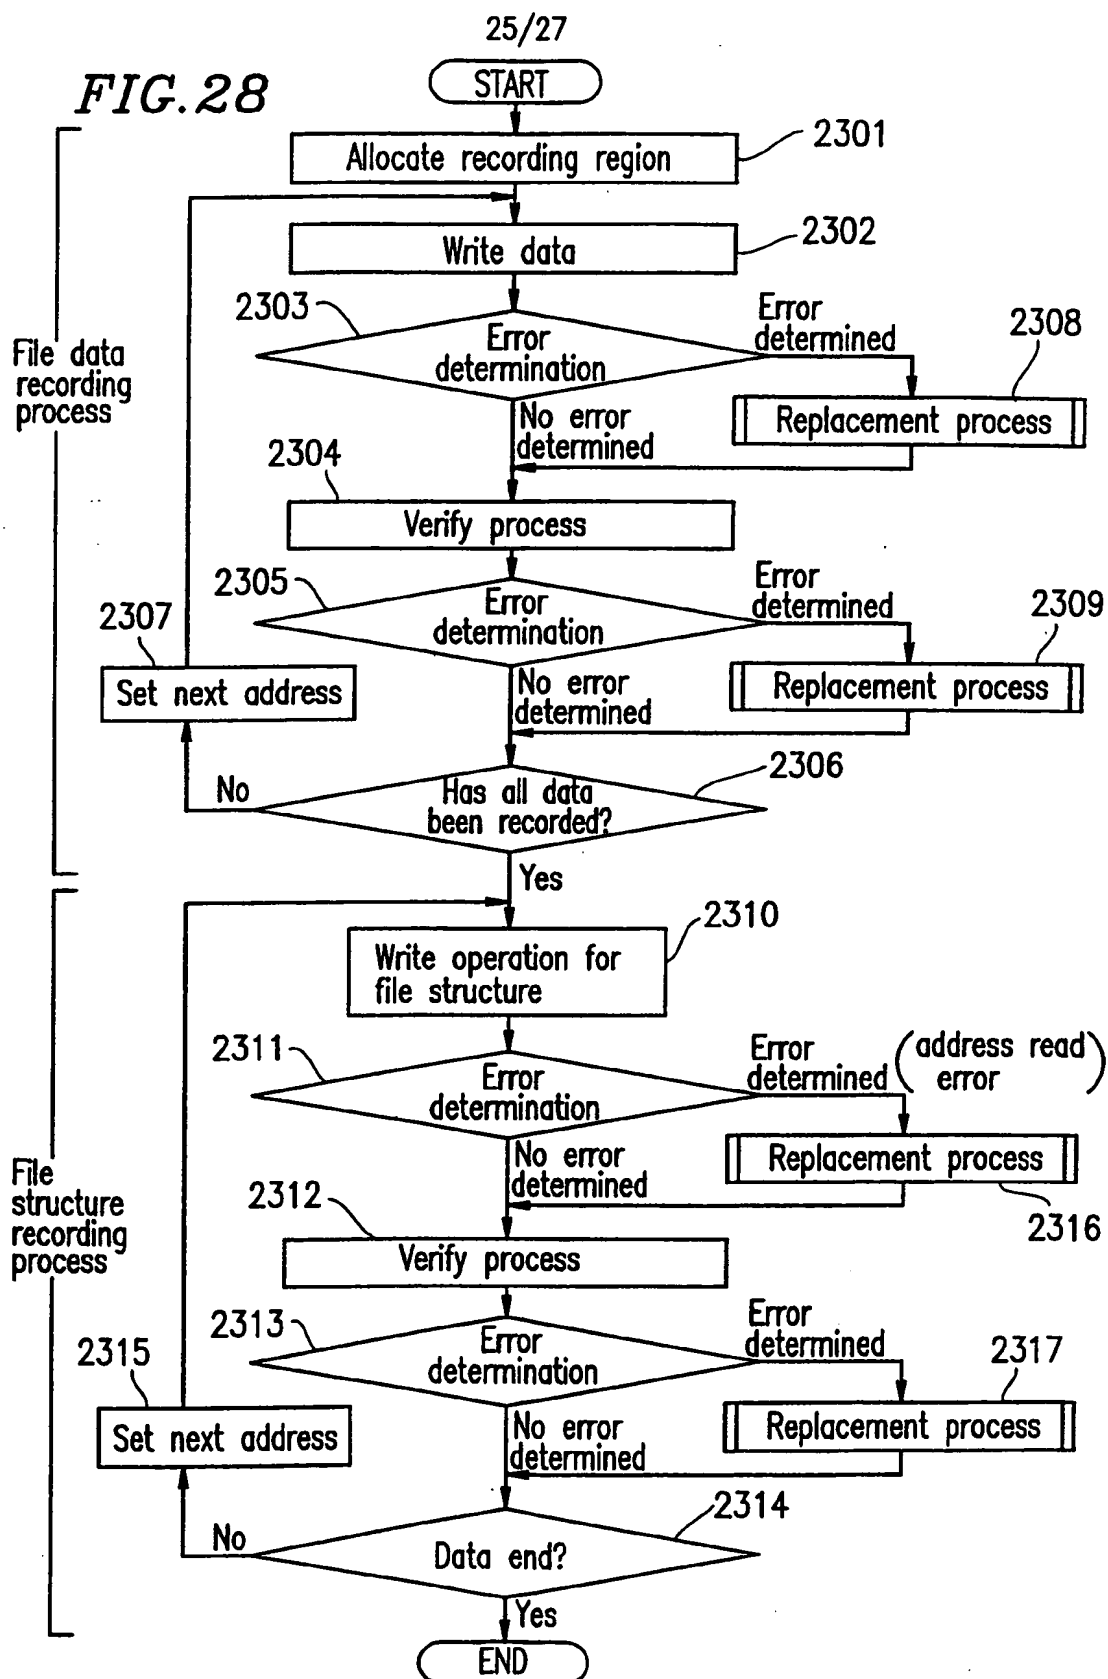 25/27
FIG.28
START
2301
Allocate recording region
2302
Write data
2303
Error
determination
Error
determined
2308
Replacement process
File data
recording
process
No error
determined
2304
Verify process
2305
Error
determination
Error
determined
2309
Replacement process
2307
Set next address
No error
determined
2306
Has all data
been recorded?
No
Yes
2310
Write operation for
file structure
2311
Error
determination
Error
determined
(address read
error)
Replacement process
2316
File
structure
recording
process
No error
determined
2312
Verify process
2313
Error
determination
Error
determined
2317
Replacement process
2315
Set next address
No error
determined
2314
Data end?
No
Yes
END